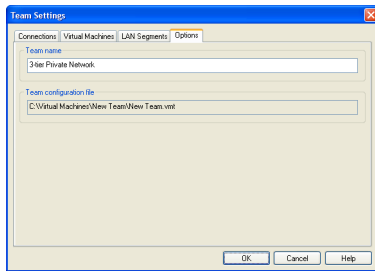 Team Settings
Connections Virtual Machines LAN Segments Options
Team name
3-tier Private Network
Team configuration file
C:\Virtual Machines\New Team\New Team.vmt
OK Cancel Help